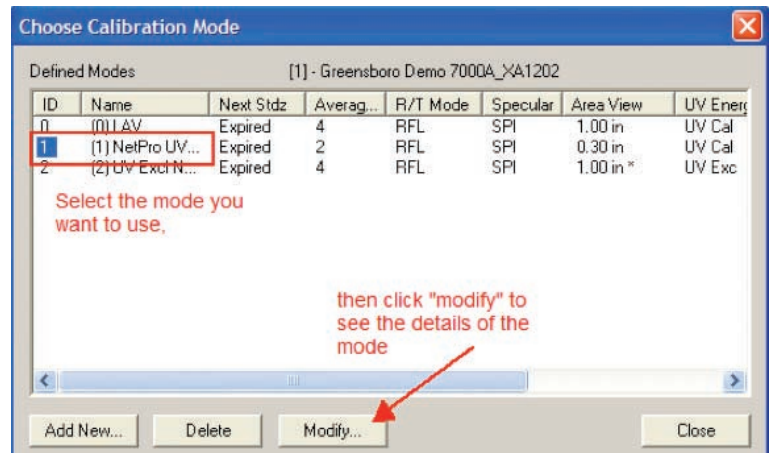 Choose Calibration Mode
Defined Modes [1] - Greensboro Demo 7000A_XA1202
ID Name Next Stdz Averag... R/T Mode Specular Area View UV Energ
0 (0) LAV Expired 4 RFL SPI 1.00 in UV Cal
1 (1) NetPro UV... Expired 2 RFL SPI 0.30 in UV Cal
2 (2) UV Excl N... Expired 4 RFL SPI 1.00 in * UV Exc
Select the mode you
want to use,
then click "modify" to
see the details of the
mode
Add New... Delete Modify... Close